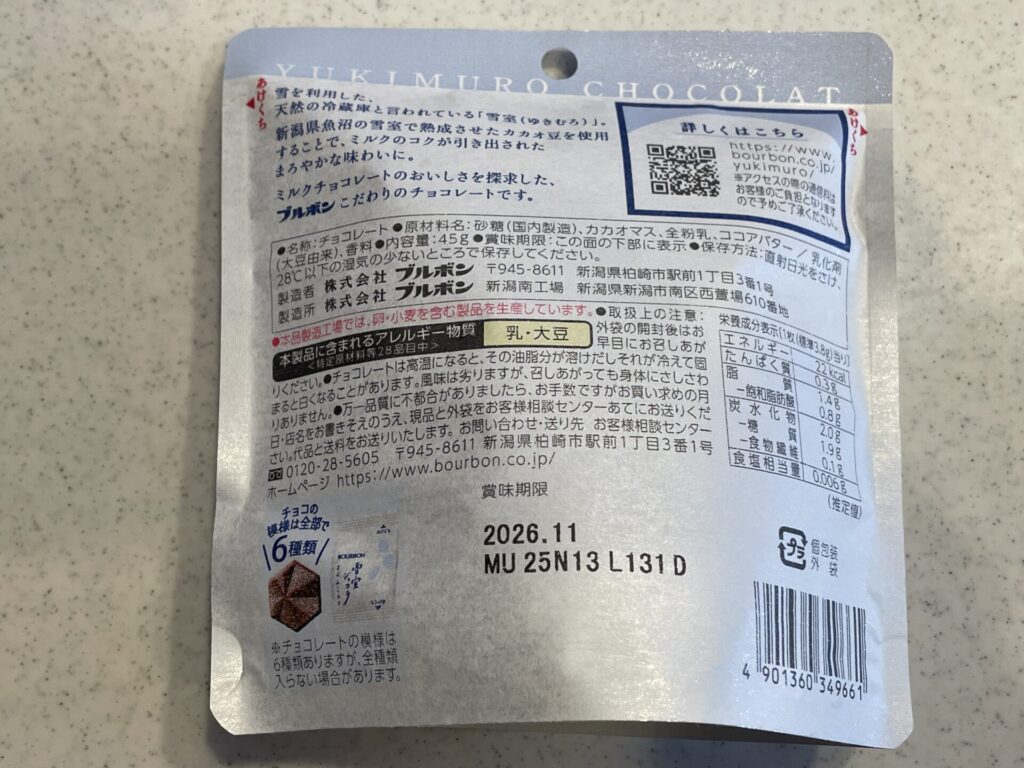 YUKIMURO CHOCOLAT
あけくち
あけくち
雪を利用した、
天然の冷蔵庫と言われている「雪室(ゆきむろ)」。
新潟県魚沼の雪室で熟成させたカカオ豆を使用
することで、ミルクのコクが引き出された
まろやかな味わいに。
ミルクチョコレートのおいしさを探求した、
ブルボンこだわりのチョコレートです。
詳しくはこちら
https://www.
bourbon.co.jp/
yukimuro/
※アクセスの際の通信料は
お客様のご負担となります
ので予めご了承ください。
●名称:チョコレート●原材料名:砂糖(国内製造)、カカオマス、全粉乳、ココアバター/乳化剤
(大豆由来)、香料●内容量:45g●賞味期限:この面の下部に表示●保存方法:直射日光をさけ、
28℃以下の湿気の少ないところで保存してください。
製造者 株式会社 ブルボン 〒945-8611 新潟県柏崎市駅前1丁目3番1号
製造所 株式会社 ブルボン 新潟南工場 新潟県新潟市南区西萱場610番地
●本品製造工場では、卵・小麦を含む製品を生産しています。
本製品に含まれるアレルギー物質
<特定原材料等28品目中>
乳・大豆
●取扱上の注意:
外袋の開封後はお
早目にお召しあが
りください。●チョコレートは高温になると、その油脂分が溶けだしそれが冷えて固
まると白くなることがあります。風味は劣りますが、召しあがっても身体にさしさわ
りありません。●万一品質に不都合がありましたら、お手数ですがお買い求めの月
日・店名をお書きそえのうえ、現品と外袋をお客様相談センターあてにお送りくだ
さい。代品と送料をお送りいたします。お問い合わせ・送り先 お客様相談センター
0120-28-5605 〒945-8611 新潟県柏崎市駅前1丁目3番1号
ホームページ https://www.bourbon.co.jp/
栄養成分表示(1枚(標準3.8g)当り)
エネルギー 22kcal
たんぱく質 0.3g
脂質 1.4g
−飽和脂肪酸 0.8g
炭水化物 2.0g
−糖質 1.9g
−食物繊維 0.1g
食塩相当量 0.006g
(推定値)
賞味期限
2026.11
MU 25N13 L131D
チョコの
模様は全部で
6種類
BOURBON
雪室
ショコラ
※チョコレートの模様は
6種類ありますが、全種類
入らない場合があります。
プラ
個包装
外袋
4 901360 349661